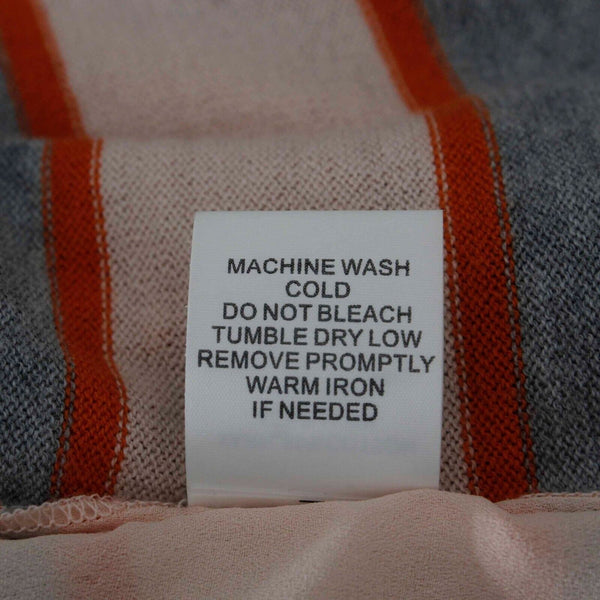 MACHINE WASH
COLD
DO NOT BLEACH
TUMBLE DRY LOW
REMOVE PROMPTLY
WARM IRON
IF NEEDED